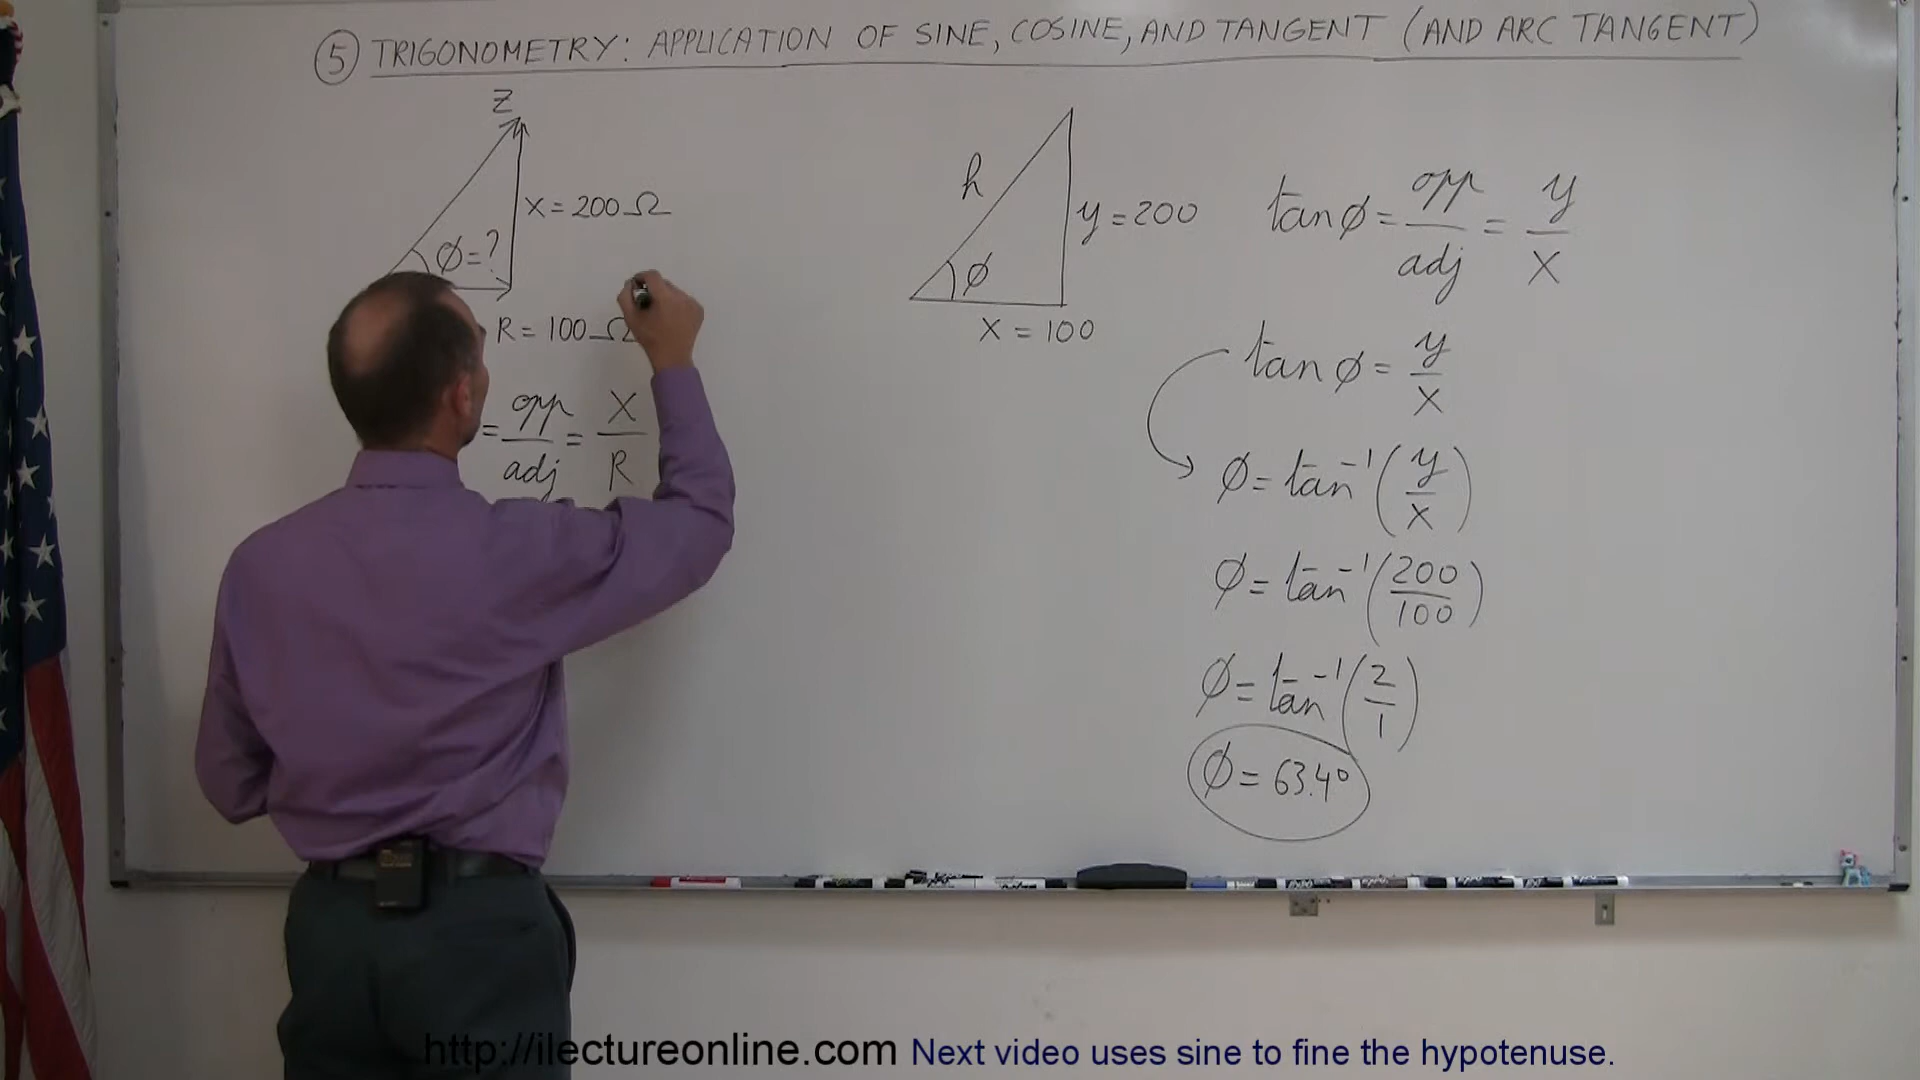 ⑤ TRIGONOMETRY: APPLICATION OF SINE, COSINE, AND TANGENT (AND ARC TANGENT)
Z
X = 200 Ω
ϕ = ?
R = 100 Ω
= opp/adj = X/R
h
y = 200
ϕ
X = 100
tan ϕ = opp/adj = y/x
tan ϕ = y/x
ϕ = tan⁻¹(y/x)
ϕ = tan⁻¹(200/100)
ϕ = tan⁻¹(2/1)
ϕ = 63.4°
http://ilectureonline.com Next video uses sine to fine the hypotenuse.